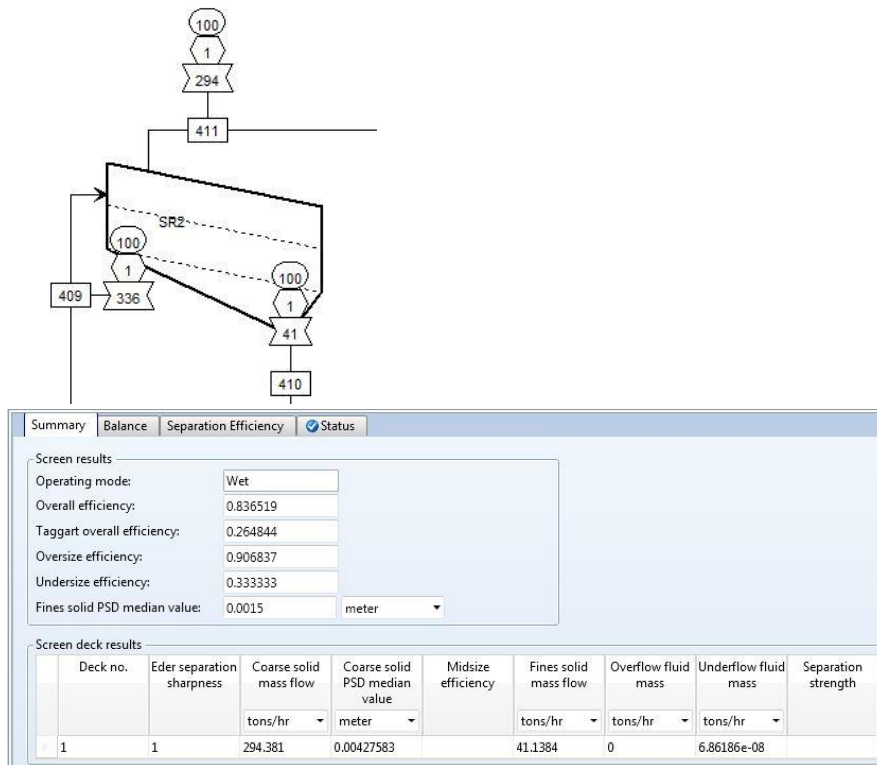 100
1
294
411
SR2
100
1
409
336
100
1
41
410
Summary Balance Separation Efficiency Status
Screen results
Operating mode: Wet
Overall efficiency: 0.836519
Taggart overall efficiency: 0.264844
Oversize efficiency: 0.906837
Undersize efficiency: 0.333333
Fines solid PSD median value: 0.0015 meter
Screen deck results
Deck no. Eder separation Coarse solid Coarse solid Midsize Fines solid Overflow fluid Underflow fluid Separation
sharpness mass flow PSD median efficiency mass flow mass mass strength
value
tons/hr meter tons/hr tons/hr tons/hr
1 1 294.381 0.00427583 41.1384 0 6.86186e-08